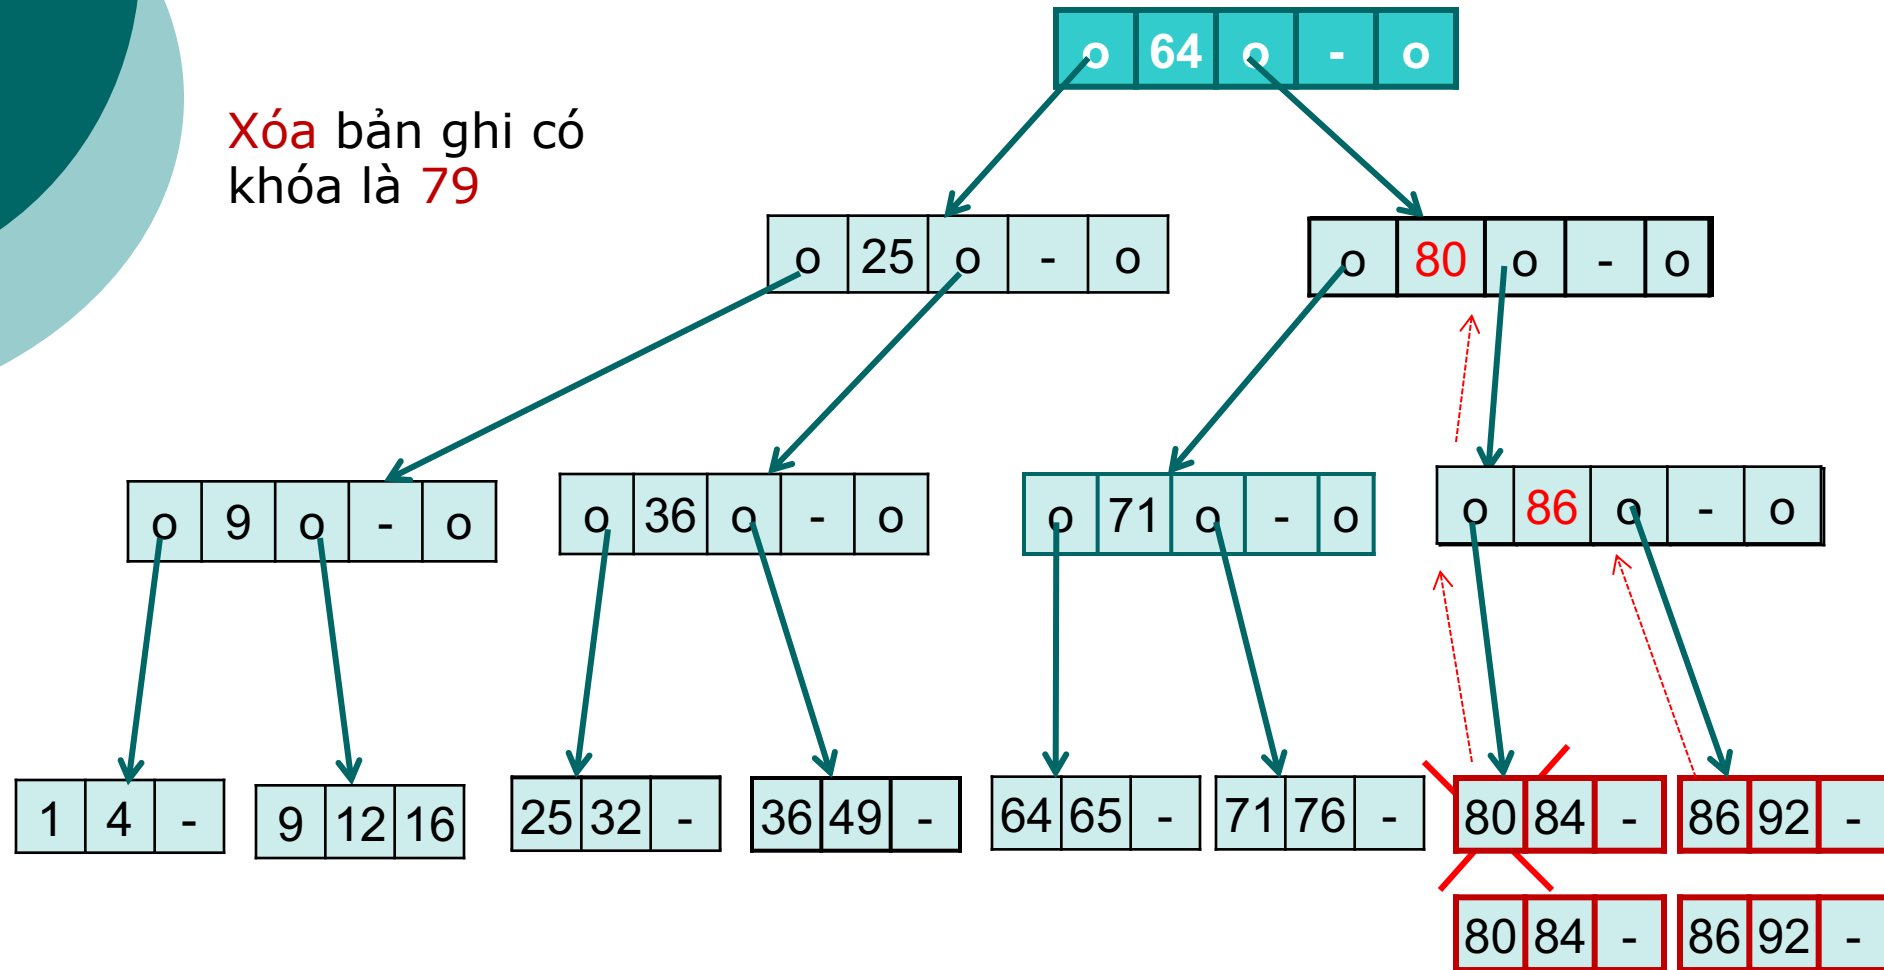 o 64 o - o
Xóa bản ghi có
khóa là 79
o 25 o - o
o 80 o - o
o 9 o - o
o 36 o - o
o 71 o - o
o 86 o - o
1 4 -
9 12 16
25 32 -
36 49 -
64 65 -
71 76 -
80 84 -
86 92 -
80 84 -
86 92 -